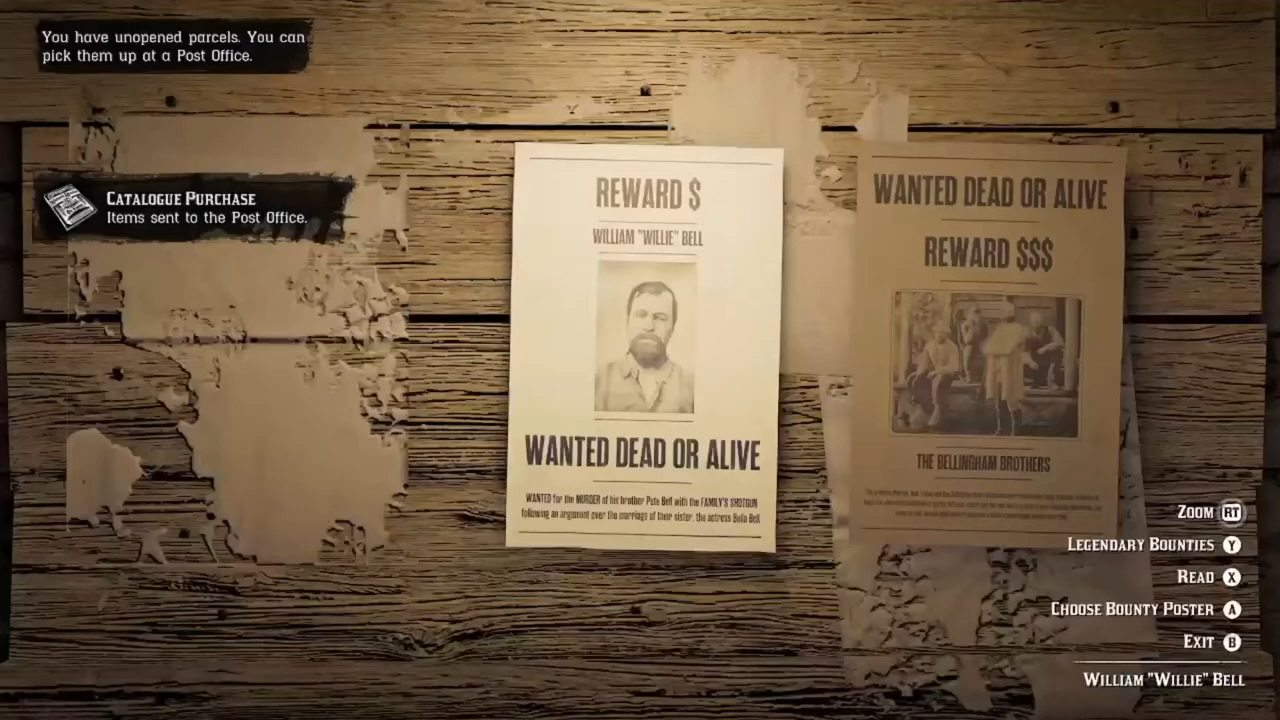 You have unopened parcels. You can
pick them up at a Post Office.
CATALOGUE PURCHASE
Items sent to the Post Office.
REWARD $
WILLIAM "WILLIE" BELL
WANTED DEAD OR ALIVE
WANTED for the MURDER of his brother Pete Bell with the FAMILY'S SHOTGUN
following an argument over the marriage of their sister, the actress Bella Bell
WANTED DEAD OR ALIVE
REWARD $$$
THE BELLINGHAM BROTHERS
ZOOM RT
LEGENDARY BOUNTIES Y
READ X
CHOOSE BOUNTY POSTER A
EXIT B
WILLIAM "WILLIE" BELL